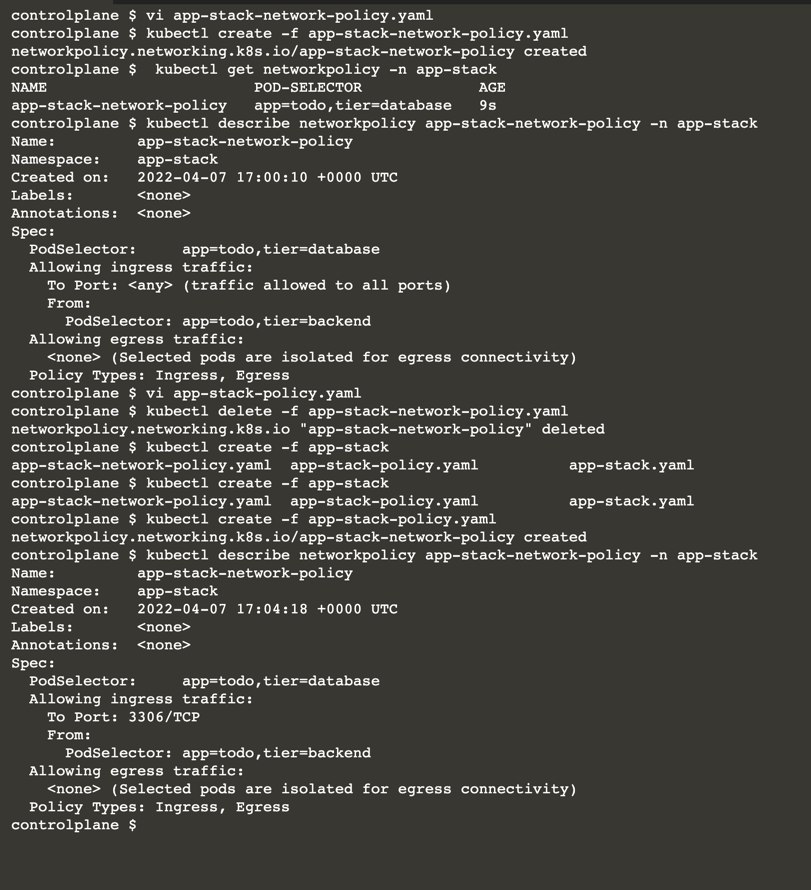 controlplane $ vi app-stack-network-policy.yaml
controlplane $ kubectl create -f app-stack-network-policy.yaml
networkpolicy.networking.k8s.io/app-stack-network-policy created
controlplane $  kubectl get networkpolicy -n app-stack
NAME                       POD-SELECTOR             AGE
app-stack-network-policy   app=todo,tier=database   9s
controlplane $ kubectl describe networkpolicy app-stack-network-policy -n app-stack
Name:         app-stack-network-policy
Namespace:    app-stack
Created on:   2022-04-07 17:00:10 +0000 UTC
Labels:       <none>
Annotations:  <none>
Spec:
  PodSelector:     app=todo,tier=database
  Allowing ingress traffic:
    To Port: <any> (traffic allowed to all ports)
    From:
      PodSelector: app=todo,tier=backend
  Allowing egress traffic:
    <none> (Selected pods are isolated for egress connectivity)
  Policy Types: Ingress, Egress
controlplane $ vi app-stack-policy.yaml
controlplane $ kubectl delete -f app-stack-network-policy.yaml
networkpolicy.networking.k8s.io "app-stack-network-policy" deleted
controlplane $ kubectl create -f app-stack
app-stack-network-policy.yaml  app-stack-policy.yaml          app-stack.yaml
controlplane $ kubectl create -f app-stack
app-stack-network-policy.yaml  app-stack-policy.yaml          app-stack.yaml
controlplane $ kubectl create -f app-stack-policy.yaml
networkpolicy.networking.k8s.io/app-stack-network-policy created
controlplane $ kubectl describe networkpolicy app-stack-network-policy -n app-stack
Name:         app-stack-network-policy
Namespace:    app-stack
Created on:   2022-04-07 17:04:18 +0000 UTC
Labels:       <none>
Annotations:  <none>
Spec:
  PodSelector:     app=todo,tier=database
  Allowing ingress traffic:
    To Port: 3306/TCP
    From:
      PodSelector: app=todo,tier=backend
  Allowing egress traffic:
    <none> (Selected pods are isolated for egress connectivity)
  Policy Types: Ingress, Egress
controlplane $